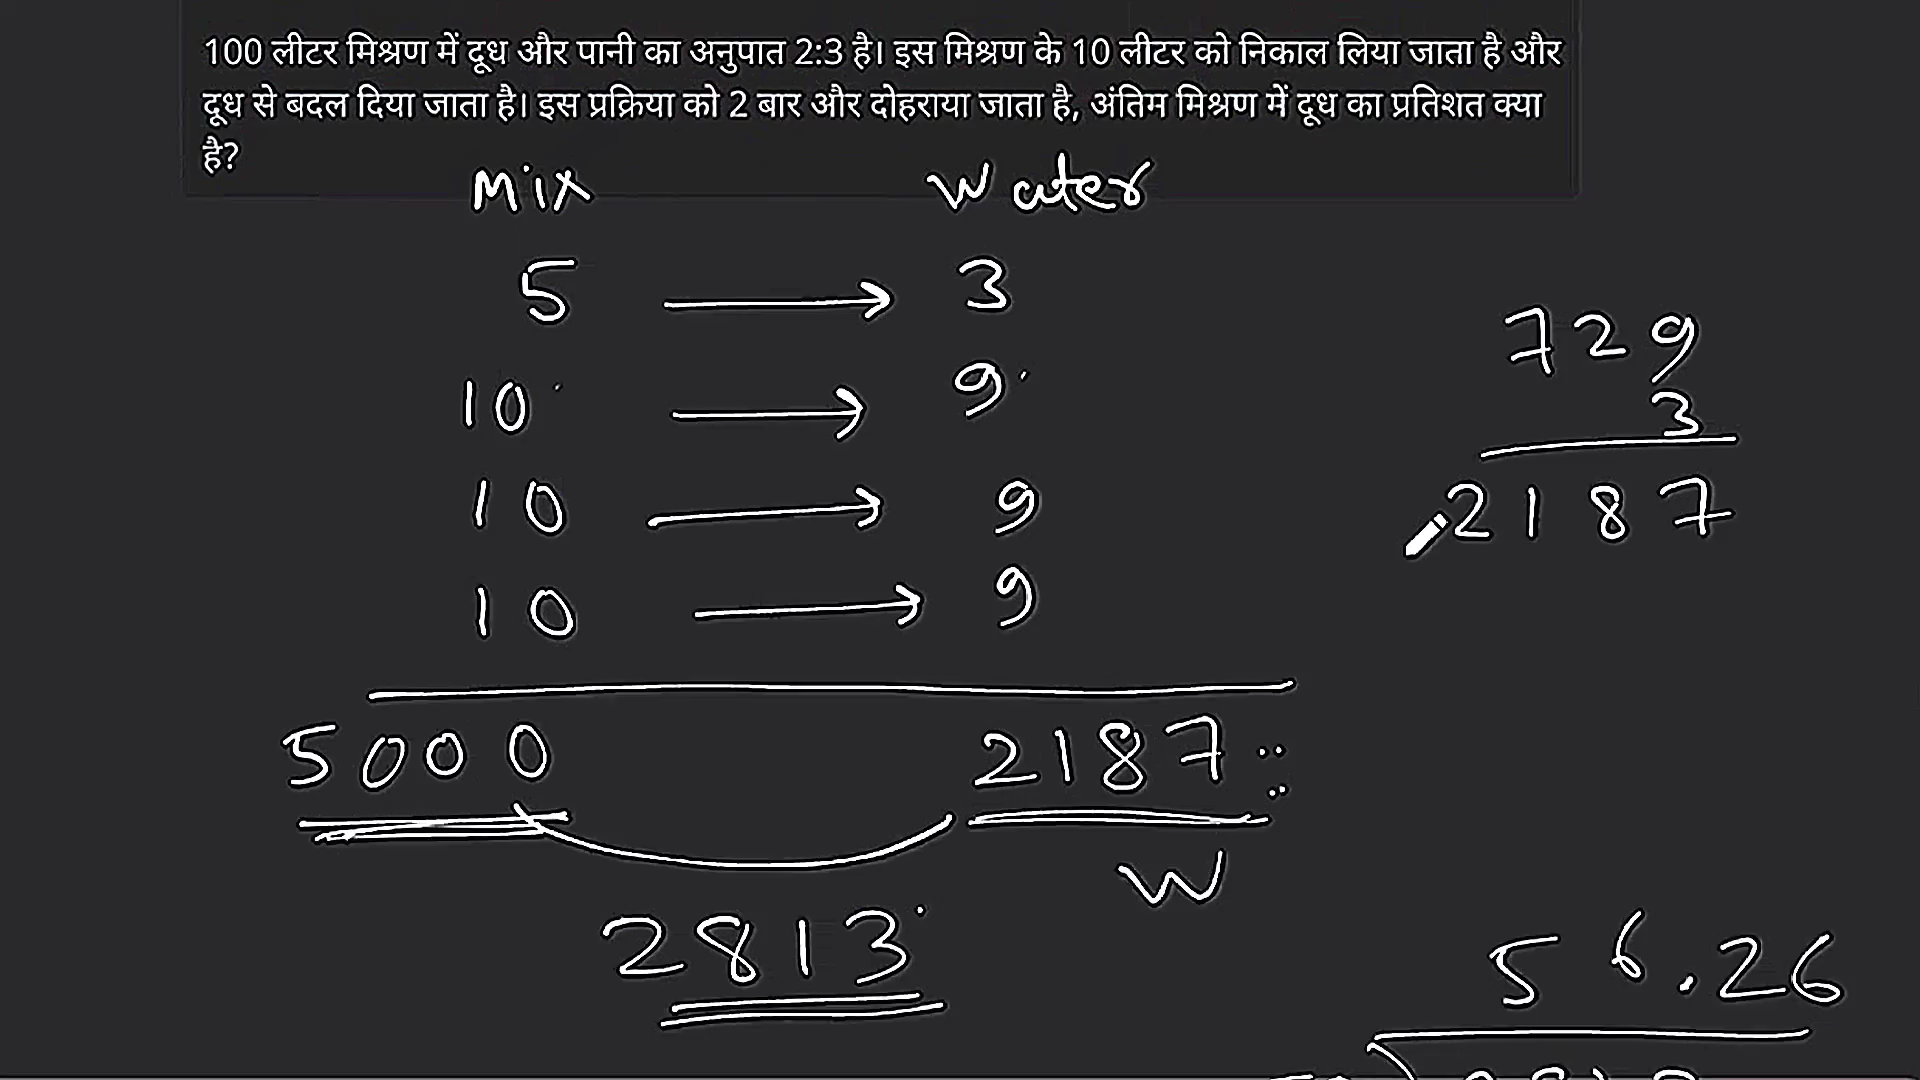 100 लीटर मिश्रण में दूध और पानी का अनुपात 2:3 है। इस मिश्रण के 10 लीटर को निकाल लिया जाता है और
दूध से बदल दिया जाता है। इस प्रक्रिया को 2 बार और दोहराया जाता है, अंतिम मिश्रण में दूध का प्रतिशत क्या
है?
Mix Water
5 → 3
10 → 9
10 → 9
10 → 9
729
3
2187
5000 2187
W
2813
56.26